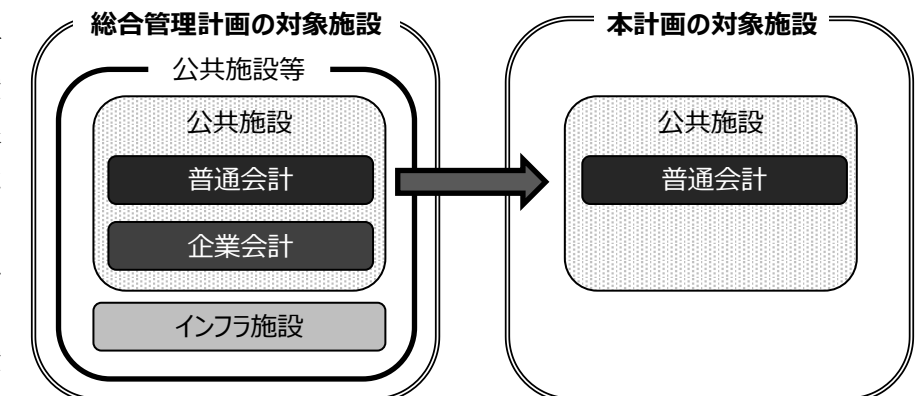 総合管理計画の対象施設
公共施設等
公共施設
普通会計
企業会計
インフラ施設
本計画の対象施設
公共施設
普通会計